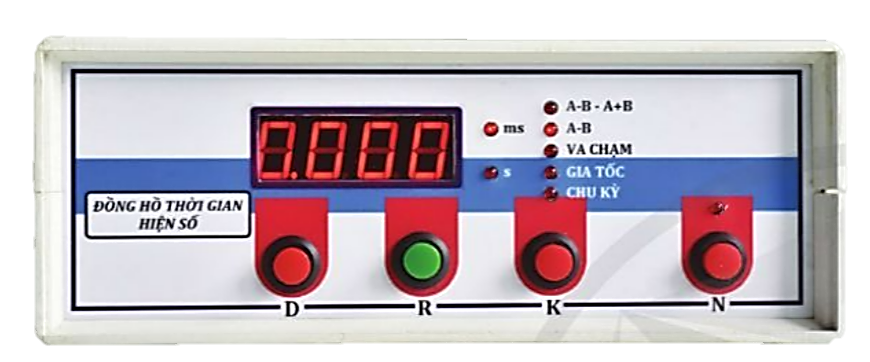 0.000
ms
s
A-B - A+B
A-B
VA CHẠM
GIA TỐC
CHU KỲ
ĐỒNG HỒ THỜI GIAN
HIỆN SỐ
D
R
K
N